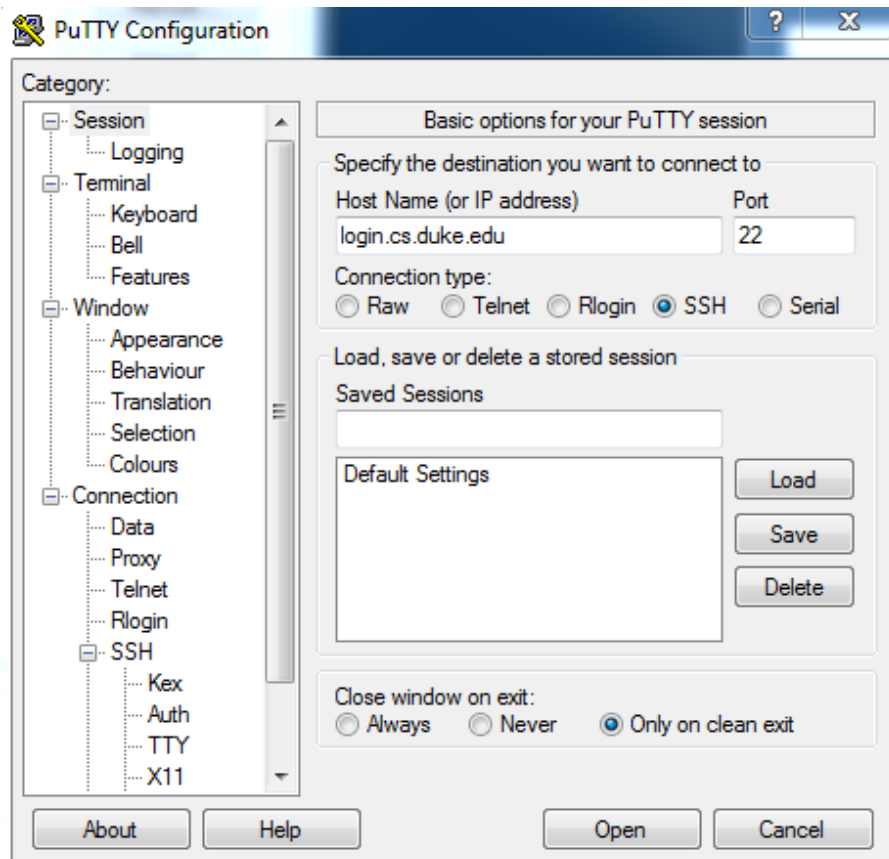 PuTTY Configuration
?
X
Category:
Session
Logging
Terminal
Keyboard
Bell
Features
Window
Appearance
Behaviour
Translation
Selection
Colours
Connection
Data
Proxy
Telnet
Rlogin
SSH
Kex
Auth
TTY
X11
Basic options for your PuTTY session
Specify the destination you want to connect to
Host Name (or IP address) Port
login.cs.duke.edu 22
Connection type:
Raw Telnet Rlogin SSH Serial
Load, save or delete a stored session
Saved Sessions
Default Settings
Load
Save
Delete
Close window on exit:
Always Never Only on clean exit
About Help Open Cancel